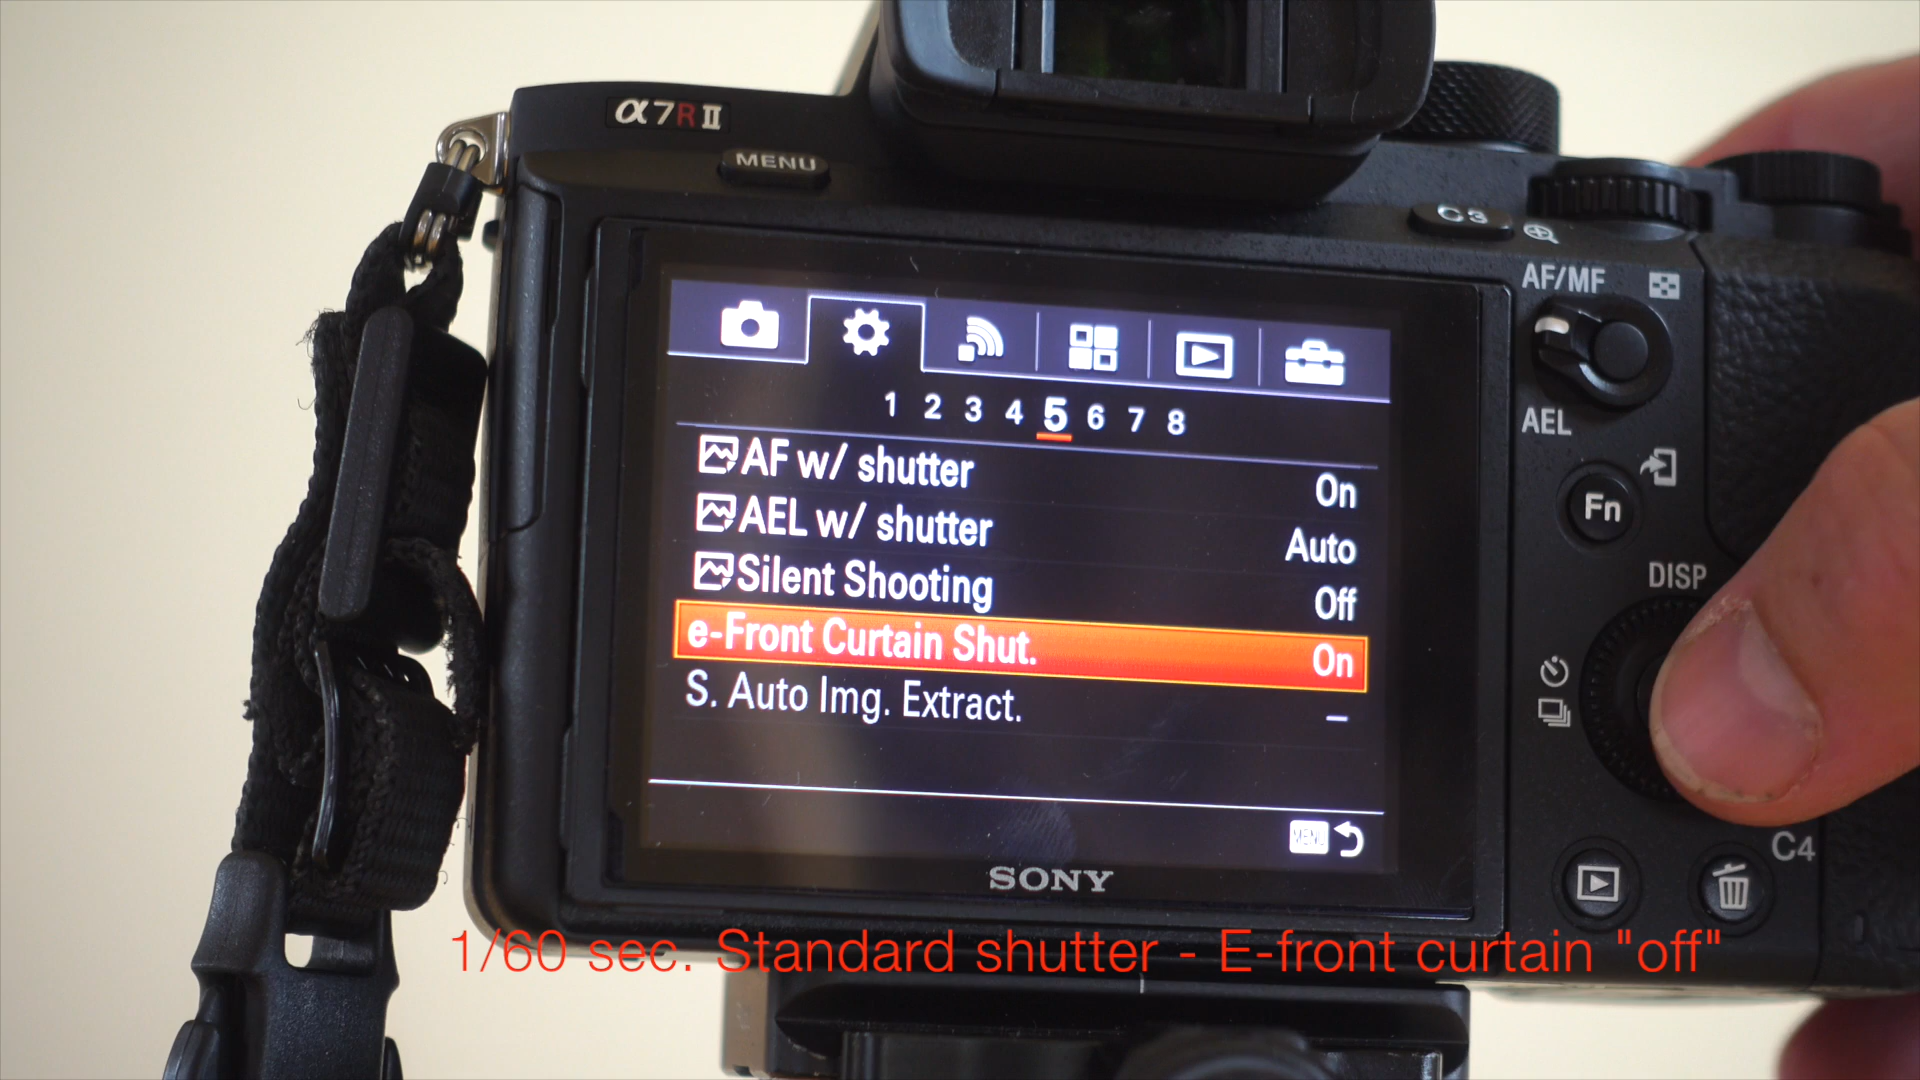 α7RII
MENU
C3
AF/MF
AEL
1 2 3 4 5 6 7 8
AF w/ shutter On
AEL w/ shutter Auto
Silent Shooting Off
e-Front Curtain Shut. On
S. Auto Img. Extract. –
MENU
Fn
DISP
C4
SONY
1/60 sec. Standard shutter - E-front curtain "off"